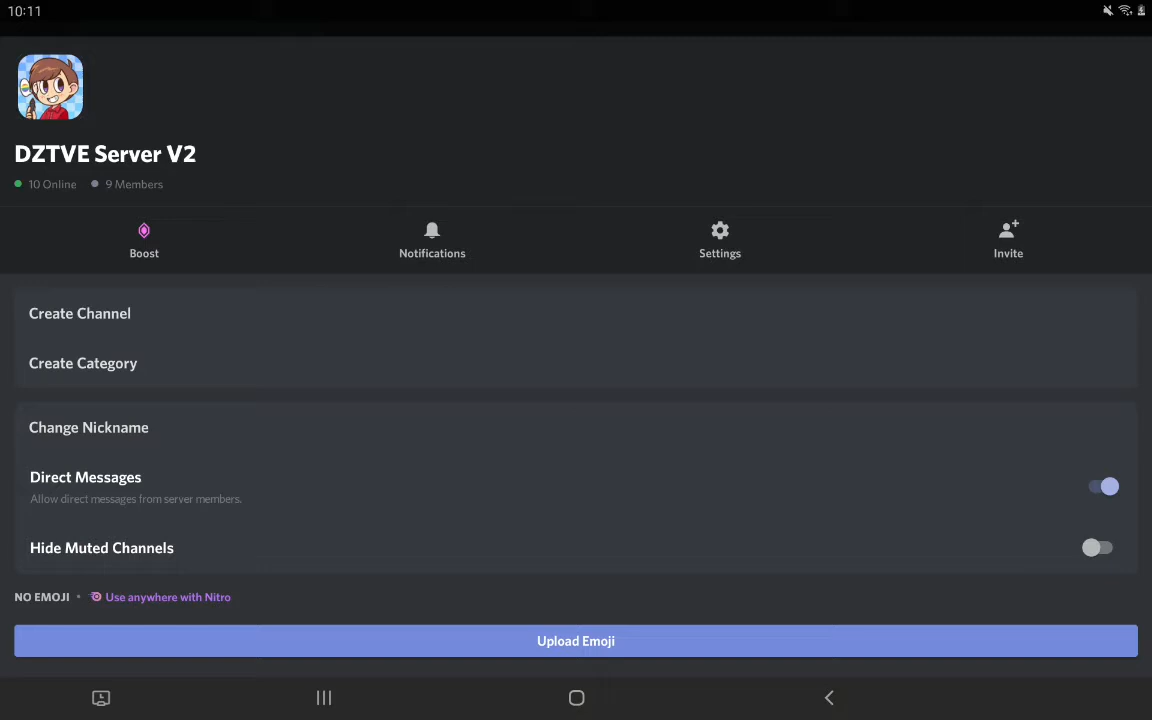 10:11
DZTVE Server V2
10 Online 9 Members
Boost Notifications Settings Invite
Create Channel
Create Category
Change Nickname
Direct Messages
Allow direct messages from server members.
Hide Muted Channels
NO EMOJI • Use anywhere with Nitro
Upload Emoji